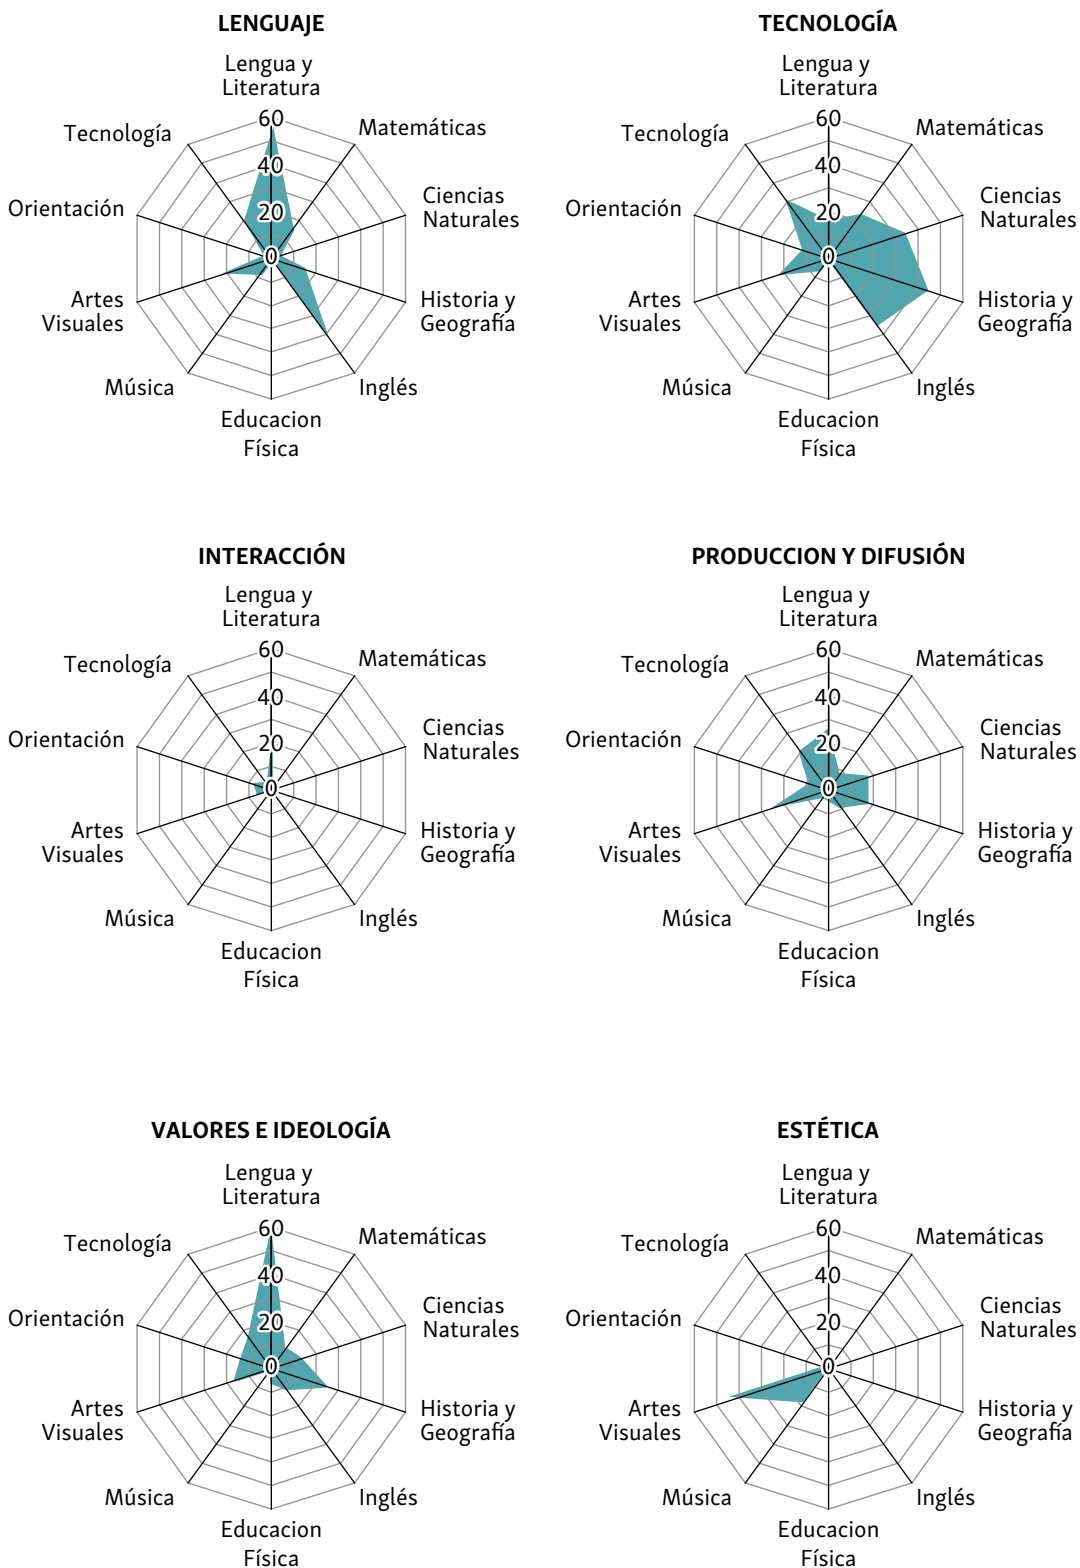 LENGUAJE
Lengua y
Literatura
Matemáticas
Ciencias
Naturales
Historia y
Geografía
Inglés
Educacion
Física
Música
Artes
Visuales
Orientación
Tecnología
60
40
20
0
TECNOLOGÍA
Lengua y
Literatura
Matemáticas
Ciencias
Naturales
Historia y
Geografía
Inglés
Educacion
Física
Música
Artes
Visuales
Orientación
Tecnología
60
40
20
0
INTERACCIÓN
Lengua y
Literatura
Matemáticas
Ciencias
Naturales
Historia y
Geografía
Inglés
Educacion
Física
Música
Artes
Visuales
Orientación
Tecnología
60
40
20
0
PRODUCCION Y DIFUSIÓN
Lengua y
Literatura
Matemáticas
Ciencias
Naturales
Historia y
Geografía
Inglés
Educacion
Física
Música
Artes
Visuales
Orientación
Tecnología
60
40
20
0
VALORES E IDEOLOGÍA
Lengua y
Literatura
Matemáticas
Ciencias
Naturales
Historia y
Geografía
Inglés
Educacion
Física
Música
Artes
Visuales
Orientación
Tecnología
60
40
20
0
ESTÉTICA
Lengua y
Literatura
Matemáticas
Ciencias
Naturales
Historia y
Geografía
Inglés
Educacion
Física
Música
Artes
Visuales
Orientación
Tecnología
60
40
20
0